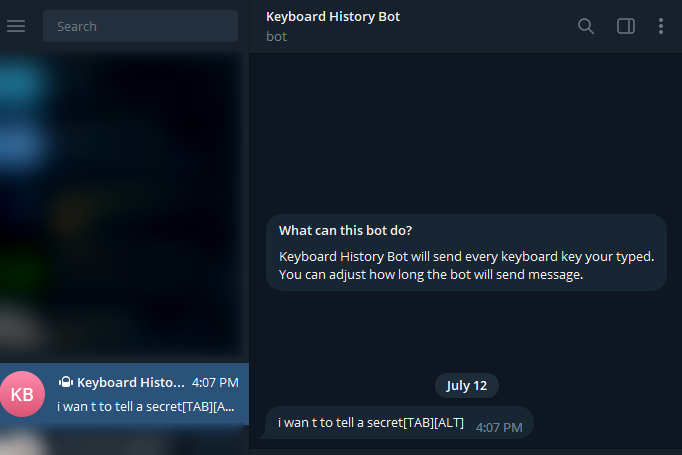 Search
Keyboard History Bot
bot
What can this bot do?
Keyboard History Bot will send every keyboard key your typed.
You can adjust how long the bot will send message.
KB
Keyboard Histo... 4:07 PM
i wan t to tell a secret[TAB][A...
July 12
i wan t to tell a secret[TAB][ALT] 4:07 PM